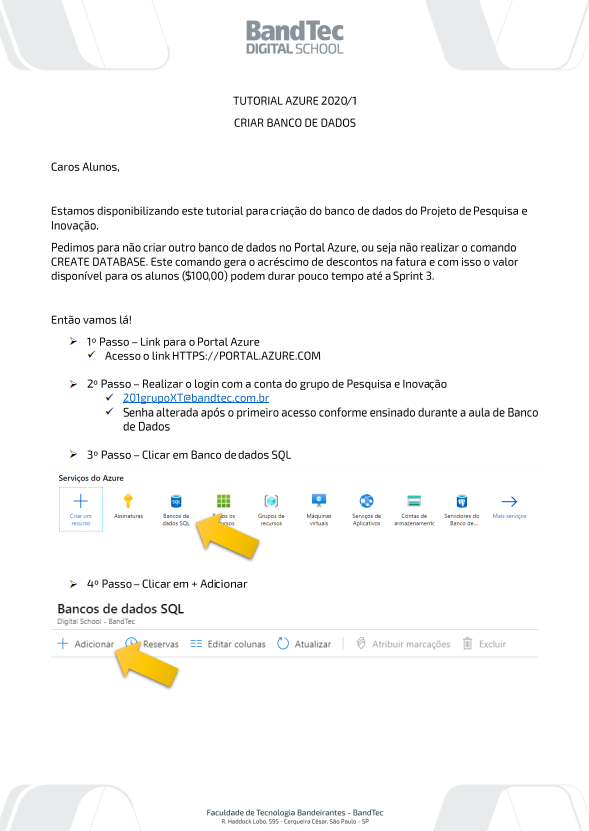 BandTec
DIGITAL SCHOOL
TUTORIAL AZURE 2020/1
CRIAR BANCO DE DADOS
Caros Alunos,
Estamos disponibilizando este tutorial para criação do banco de dados do Projeto de Pesquisa e
Inovação.
Pedimos para não criar outro banco de dados no Portal Azure, ou seja não realizar o comando
CREATE DATABASE. Este comando gera o acréscimo de descontos na fatura e com isso o valor
disponível para os alunos ($100,00) podem durar pouco tempo até a Sprint 3.
Então vamos lá!
➢ 1º Passo – Link para o Portal Azure
✓ Acesso o link HTTPS://PORTAL.AZURE.COM
➢ 2º Passo – Realizar o login com a conta do grupo de Pesquisa e Inovação
✓ 201grupoXT@bandtec.com.br
✓ Senha alterada após o primeiro acesso conforme ensinado durante a aula de Banco
de Dados
➢ 3º Passo – Clicar em Banco de dados SQL
Serviços do Azure
SQL
Criar um Assinaturas Bancos de Grupos de Máquinas Serviços de Contas de Servidores do Mais serviços
recurso dados SQL recursos virtuais Aplicativos armazenamento Banco de...
➢ 4º Passo – Clicar em + Adicionar
Bancos de dados SQL
Digital School - BandTec
+ Adicionar Reservas Editar colunas Atualizar Atribuir marcações Excluir
Faculdade de Tecnologia Bandeirantes - BandTec
R. Haddock Lobo, 595 - Cerqueira César, São Paulo - SP